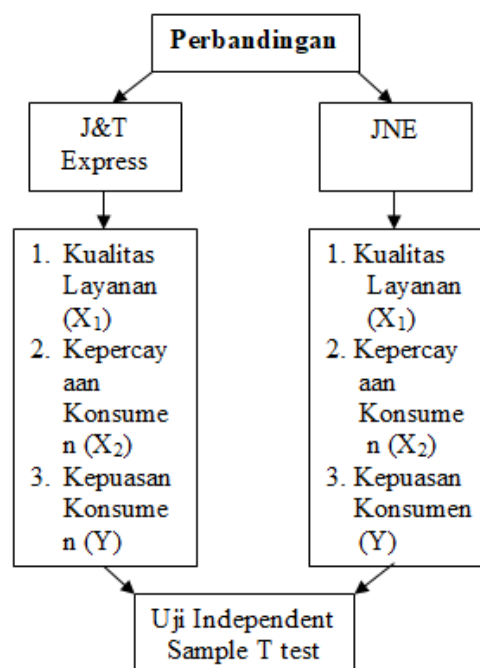 Perbandingan
J&T
Express
JNE
1. Kualitas
Layanan
(X₁)
2. Kepercay
aan
Konsume
n (X₂)
3. Kepuasan
Konsume
n (Y)
1. Kualitas
Layanan
(X₁)
2. Kepercay
aan
Konsume
n (X₂)
3. Kepuasan
Konsumen
(Y)
Uji Independent
Sample T test